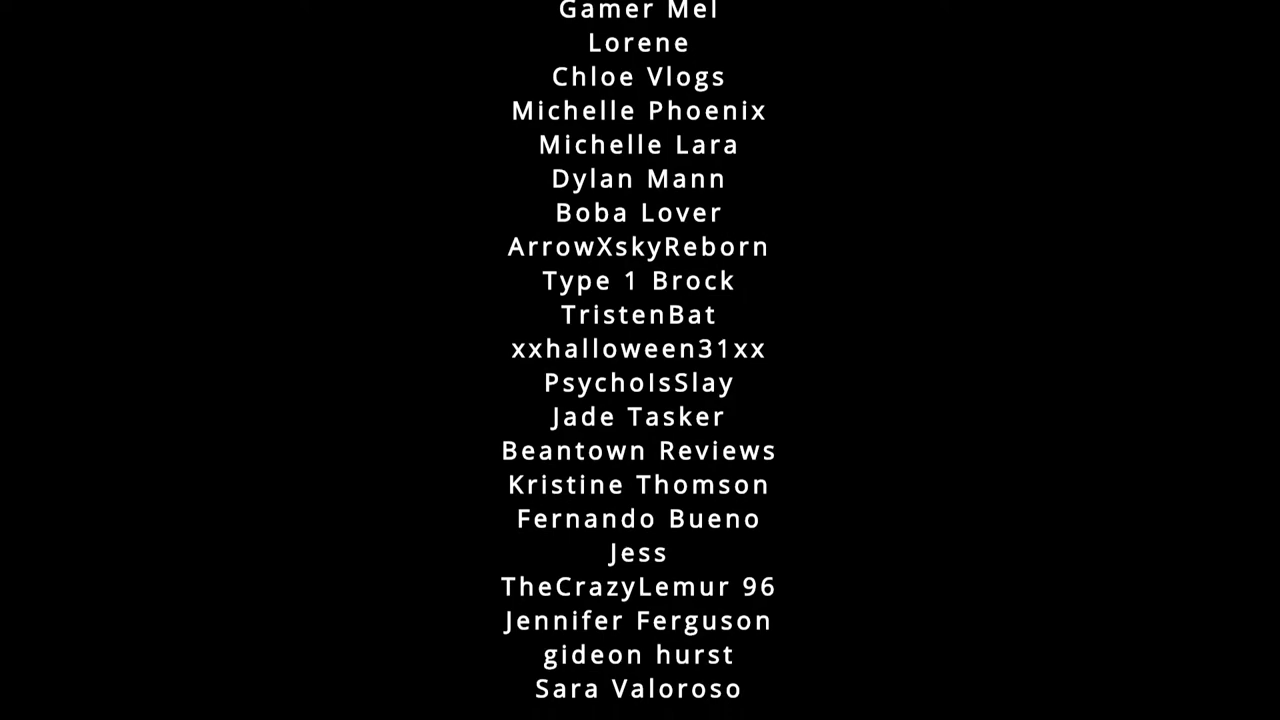 Gamer Mel
Lorene
Chloe Vlogs
Michelle Phoenix
Michelle Lara
Dylan Mann
Boba Lover
ArrowXskyReborn
Type 1 Brock
TristenBat
xxhalloween31xx
PsychoIsSlay
Jade Tasker
Beantown Reviews
Kristine Thomson
Fernando Bueno
Jess
TheCrazyLemur 96
Jennifer Ferguson
gideon hurst
Sara Valoroso